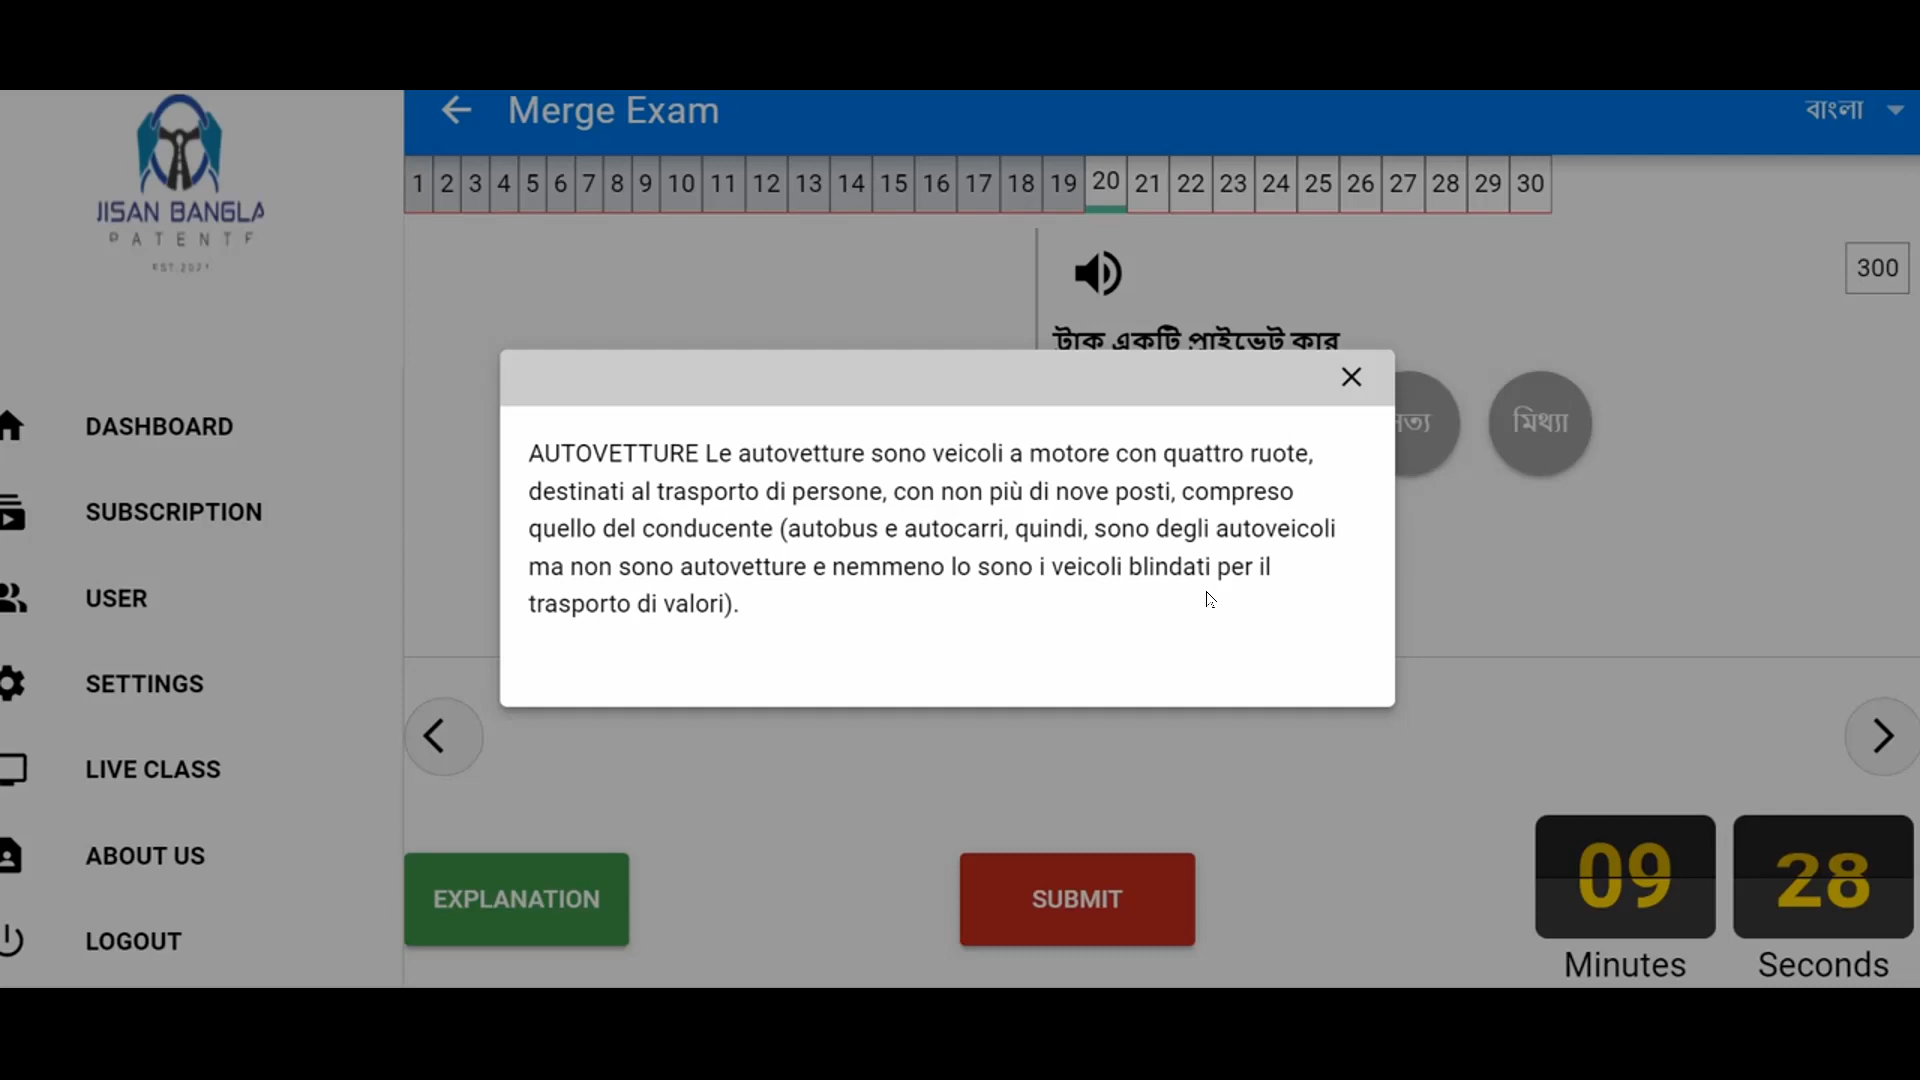 JISAN BANGLA
PATENTE
EST.2021
Merge Exam
বাংলা
1 2 3 4 5 6 7 8 9 10 11 12 13 14 15 16 17 18 19 20 21 22 23 24 25 26 27 28 29 30
300
একটি প্রাইভেট কার
মিথ্যা
AUTOVETTURE Le autovetture sono veicoli a motore con quattro ruote,
destinati al trasporto di persone, con non più di nove posti, compreso
quello del conducente (autobus e autocarri, quindi, sono degli autoveicoli
ma non sono autovetture e nemmeno lo sono i veicoli blindati per il
trasporto di valori).
DASHBOARD
SUBSCRIPTION
USER
SETTINGS
LIVE CLASS
ABOUT US
LOGOUT
EXPLANATION
SUBMIT
09 28
Minutes Seconds